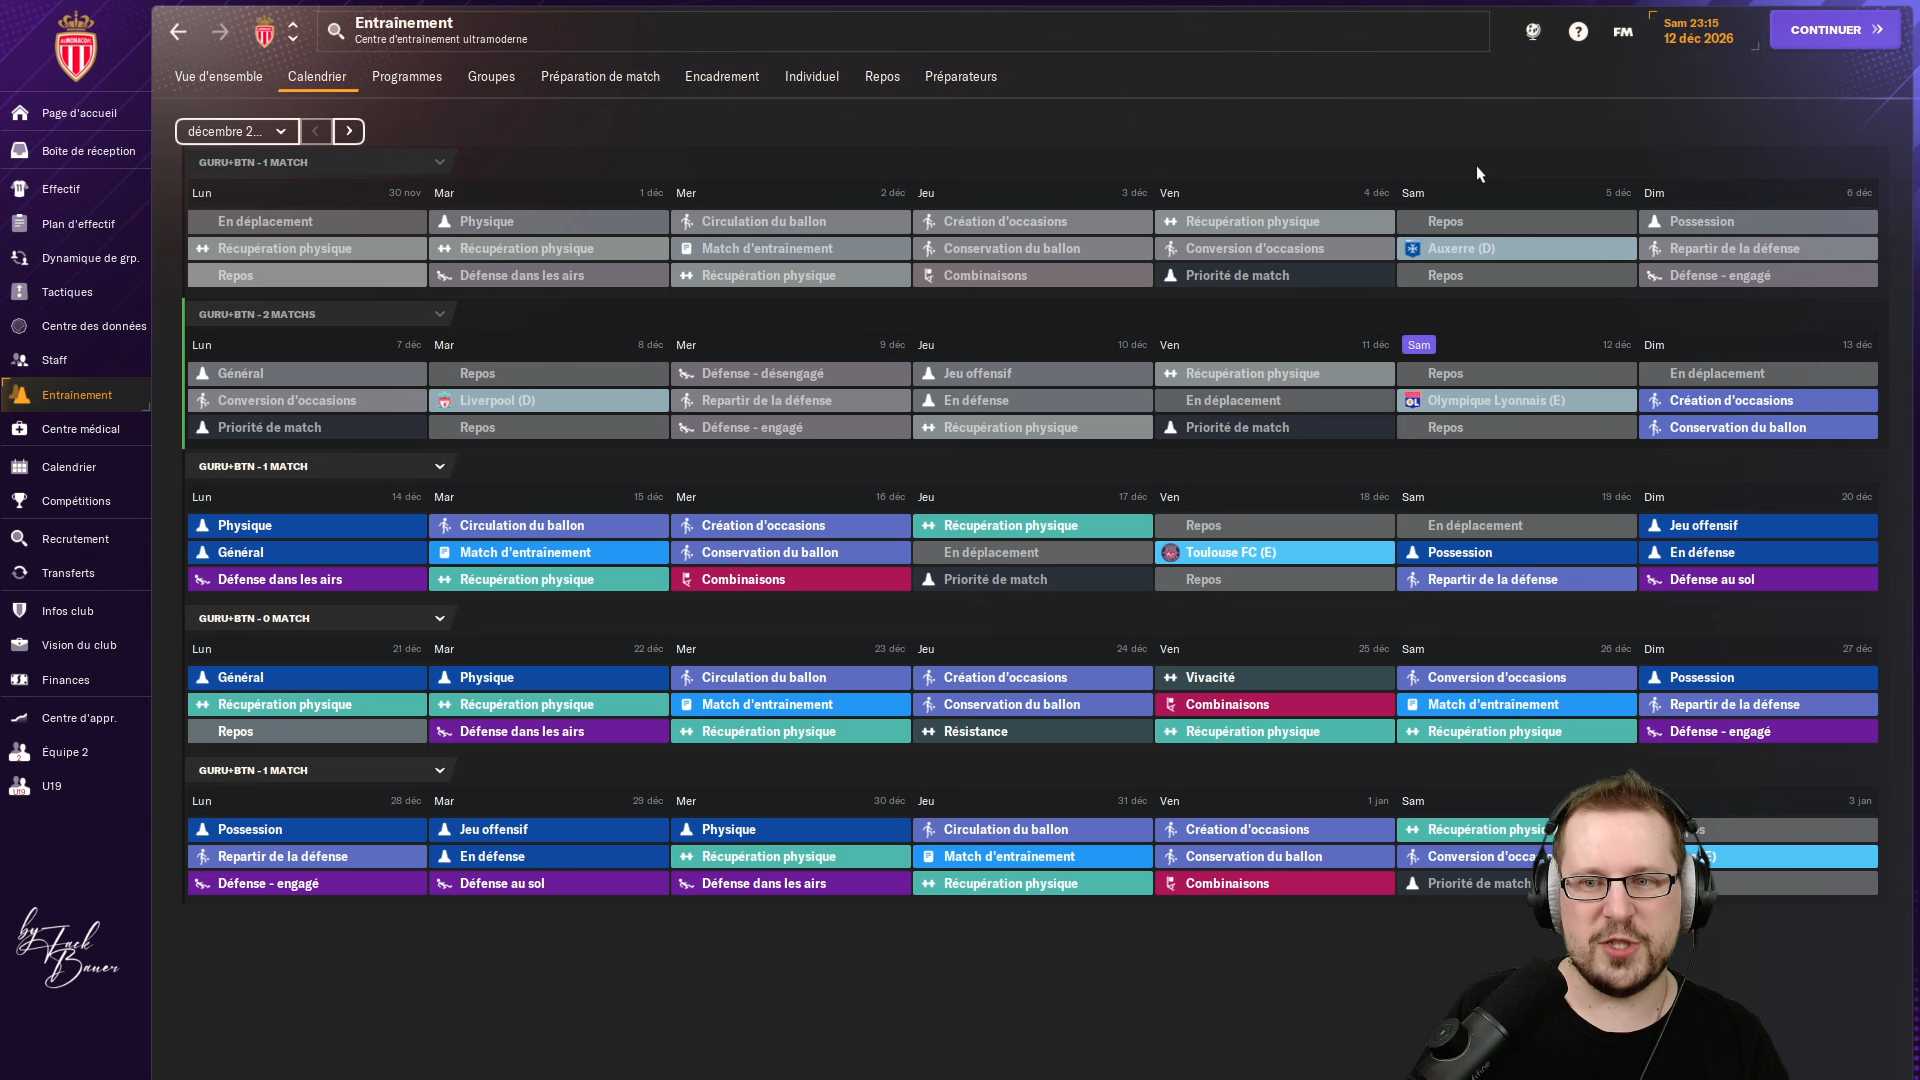 Entraînement
Centre d'entraînement ultramoderne
FM
Sam 23:15
12 déc 2026
CONTINUER
Vue d'ensemble Calendrier Programmes Groupes Préparation de match Encadrement Individuel Repos Préparateurs
Page d'accueil
Boîte de réception
Effectif
Plan d'effectif
Dynamique de grp.
Tactiques
Centre des données
Staff
Entraînement
Centre médical
Calendrier
Compétitions
Recrutement
Transferts
Infos club
Vision du club
Finances
Centre d'appr.
Équipe 2
U19
by Jack Bauer
décembre 2...
GURU+BTN - 1 MATCH
Lun 30 nov Mar 1 déc Mer 2 déc Jeu 3 déc Ven 4 déc Sam 5 déc Dim 6 déc
En déplacement Physique Circulation du ballon Création d'occasions Récupération physique Repos Possession
Récupération physique Récupération physique Match d'entraînement Conservation du ballon Conversion d'occasions Auxerre (D) Repartir de la défense
Repos Défense dans les airs Récupération physique Combinaisons Priorité de match Repos Défense - engagé
GURU+BTN - 2 MATCHS
Lun 7 déc Mar 8 déc Mer 9 déc Jeu 10 déc Ven 11 déc Sam 12 déc Dim 13 déc
Général Repos Défense - désengagé Jeu offensif Récupération physique Repos En déplacement
Conversion d'occasions Liverpool (D) Repartir de la défense En défense En déplacement Olympique Lyonnais (E) Création d'occasions
Priorité de match Repos Défense - engagé Récupération physique Priorité de match Repos Conservation du ballon
GURU+BTN - 1 MATCH
Lun 14 déc Mar 15 déc Mer 16 déc Jeu 17 déc Ven 18 déc Sam 19 déc Dim 20 déc
Physique Circulation du ballon Création d'occasions Récupération physique Repos En déplacement Jeu offensif
Général Match d'entraînement Conservation du ballon En déplacement Toulouse FC (E) Possession En défense
Défense dans les airs Récupération physique Combinaisons Priorité de match Repos Repartir de la défense Défense au sol
GURU+BTN - 0 MATCH
Lun 21 déc Mar 22 déc Mer 23 déc Jeu 24 déc Ven 25 déc Sam 26 déc Dim 27 déc
Général Physique Circulation du ballon Création d'occasions Vivacité Conversion d'occasions Possession
Récupération physique Récupération physique Match d'entraînement Conservation du ballon Combinaisons Match d'entraînement Repartir de la défense
Repos Défense dans les airs Récupération physique Résistance Récupération physique Récupération physique Défense - engagé
GURU+BTN - 1 MATCH
Lun 28 déc Mar 29 déc Mer 30 déc Jeu 31 déc Ven 1 jan Sam 3 jan
Possession Jeu offensif Physique Circulation du ballon Création d'occasions Récupération
Repartir de la défense En défense Récupération physique Match d'entraînement Conservation du ballon Conversion
Défense - engagé Défense au sol Défense dans les airs Récupération physique Combinaisons Priorité de match